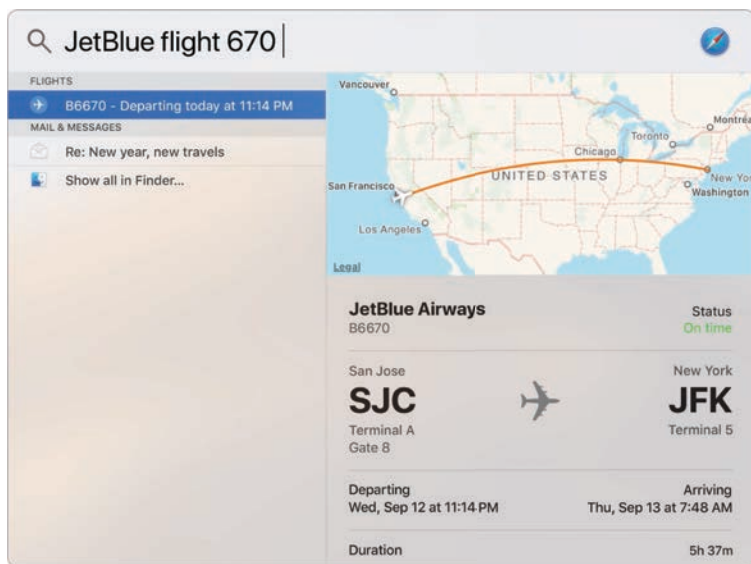 JetBlue flight 670
FLIGHTS
B6670 - Departing today at 11:14 PM
MAIL & MESSAGES
Re: New year, new travels
Show all in Finder...
Vancouver
Montréa
Toronto
Chicago
UNITED STATES
New Yor
San Francisco
Washington
Los Angeles
Legal
JetBlue Airways
Status
B6670
On time
San Jose
New York
SJC
JFK
Terminal A
Terminal 5
Gate 8
Departing
Arriving
Wed, Sep 12 at 11:14 PM
Thu, Sep 13 at 7:48 AM
Duration
5h 37m